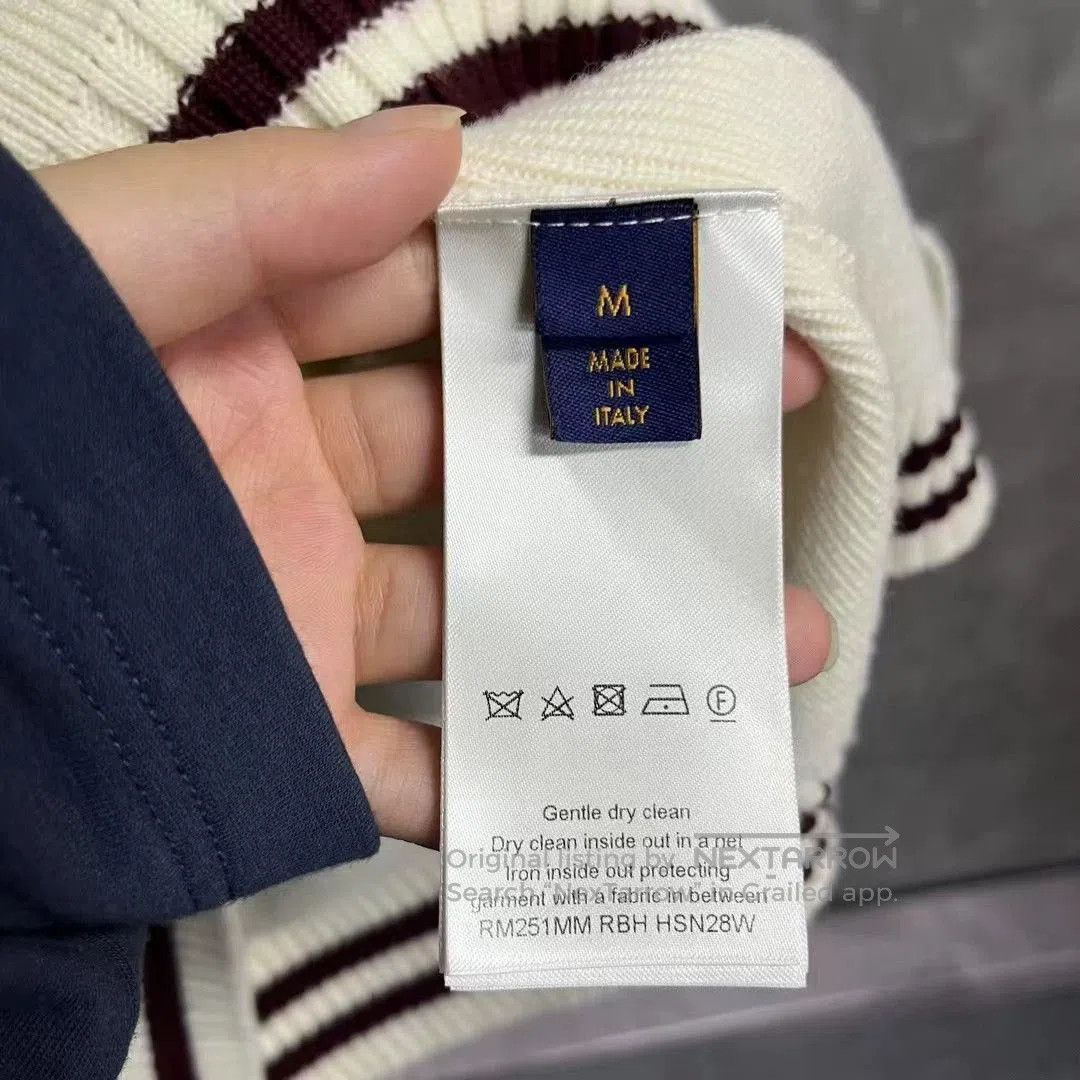 M
MADE
IN
ITALY
F
Gentle dry clean
Dry clean inside out in a net
Iron inside out protecting
garment with a fabric in between
RM251MM RBH HSN28W
Original listing by NEXTARROW
Search "NexTarrow" in Grailed app.